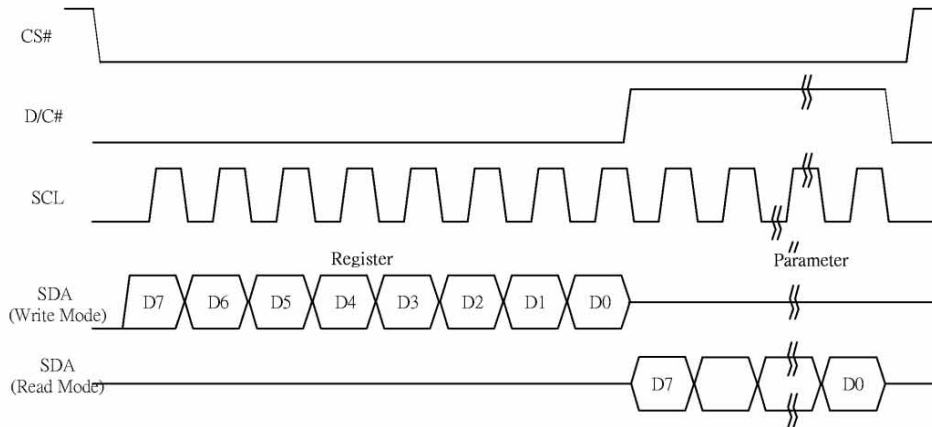 CS#
D/C#
SCL
Register
Parameter
SDA
(Write Mode)
D7 D6 D5 D4 D3 D2 D1 D0
SDA
(Read Mode)
D7 D0